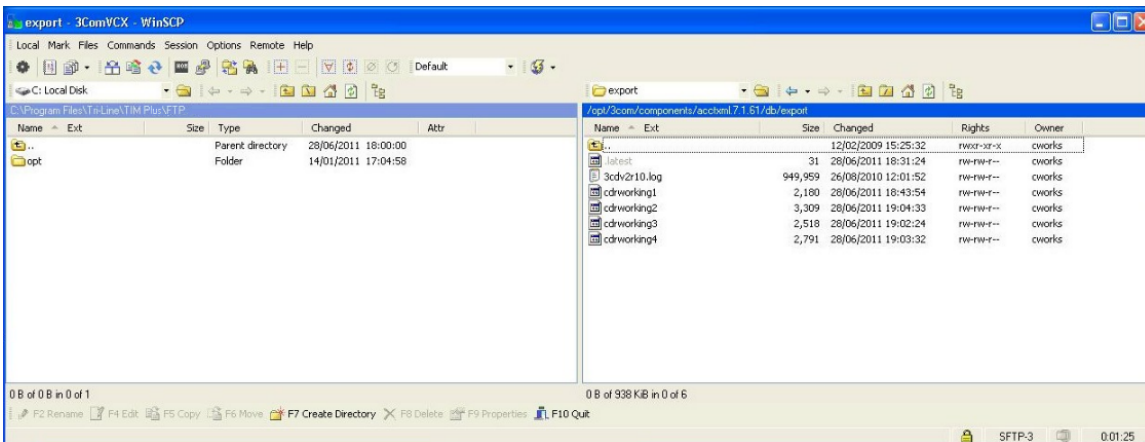 export - 3ComVCX - WinSCP
Local Mark Files Commands Session Options Remote Help
Default
C: Local Disk
export
C:\Program Files\Tri-Line\TIM Plus\FTP
/opt/3com/components/acctxml.7.1.61/db/export
Name Ext Size Type Changed Attr
Name Ext Size Changed Rights Owner
.. Parent directory 28/06/2011 18:00:00
opt Folder 14/01/2011 17:04:58
.. 12/02/2009 15:25:32 rwxr-xr-x cworks
.latest 31 28/06/2011 18:31:24 rw-rw-r-- cworks
3cdv2r10.log 949,959 26/08/2010 12:01:52 rw-rw-r-- cworks
cdrworking1 2,180 28/06/2011 18:43:54 rw-rw-r-- cworks
cdrworking2 3,309 28/06/2011 19:04:33 rw-rw-r-- cworks
cdrworking3 2,518 28/06/2011 19:02:24 rw-rw-r-- cworks
cdrworking4 2,791 28/06/2011 19:03:32 rw-rw-r-- cworks
0 B of 0 B in 0 of 1
0 B of 938 KiB in 0 of 6
F2 Rename F4 Edit F5 Copy F6 Move F7 Create Directory F8 Delete F9 Properties F10 Quit
SFTP-3 0:01:25